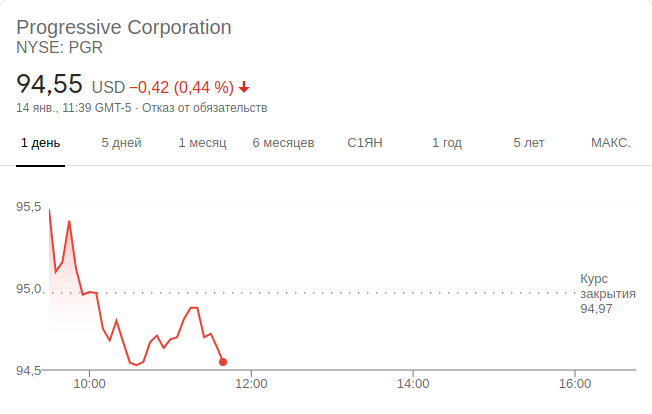 Progressive Corporation
NYSE: PGR
94,55 USD −0,42 (0,44 %)
14 янв., 11:39 GMT-5 · Отказ от обязательств
1 день 5 дней 1 месяц 6 месяцев С1ЯН 1 год 5 лет МАКС.
95,5
95,0
94,5
Курс
закрытия
94,97
10:00 12:00 14:00 16:00